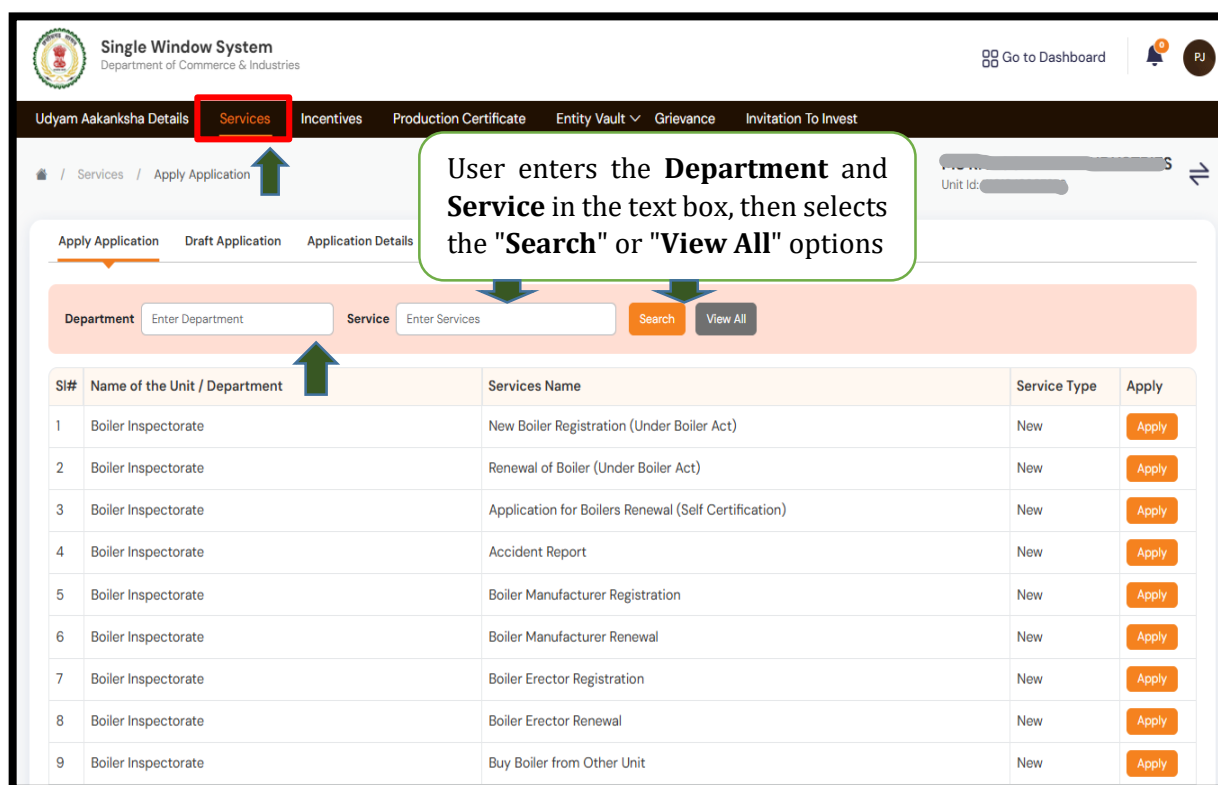 Single Window System
Department of Commerce & Industries
Go to Dashboard
0
PJ
Udyam Aakanksha Details Services Incentives Production Certificate Entity Vault Grievance Invitation To Invest
/ Services / Apply Application
Unit Id:
User enters the Department and
Service in the text box, then selects
the "Search" or "View All" options
Apply Application Draft Application Application Details
Department Enter Department Service Enter Services Search View All
Sl# Name of the Unit / Department Services Name Service Type Apply
1 Boiler Inspectorate New Boiler Registration (Under Boiler Act) New Apply
2 Boiler Inspectorate Renewal of Boiler (Under Boiler Act) New Apply
3 Boiler Inspectorate Application for Boilers Renewal (Self Certification) New Apply
4 Boiler Inspectorate Accident Report New Apply
5 Boiler Inspectorate Boiler Manufacturer Registration New Apply
6 Boiler Inspectorate Boiler Manufacturer Renewal New Apply
7 Boiler Inspectorate Boiler Erector Registration New Apply
8 Boiler Inspectorate Boiler Erector Renewal New Apply
9 Boiler Inspectorate Buy Boiler from Other Unit New Apply